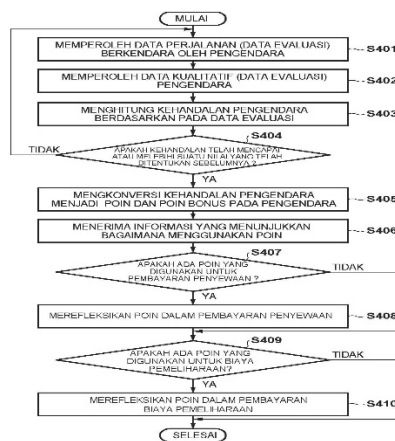 MULAI
MEMPEROLEH DATA PERJALANAN (DATA EVALUASI)
BERKENDARA OLEH PENGENDARA
S401
MEMPEROLEH DATA KUALITATIF (DATA EVALUASI)
PENGENDARA
S402
MENGHITUNG KEHANDALAN PENGENDARA
BERDASARKAN PADA DATA EVALUASI
S403
S404
TIDAK
APAKAH KEHANDALAN TELAH MENCAPAI
ATAU MELEBIHI SUATU NILAI YANG TELAH
DITENTUKAN SEBELUMNYA ?
YA
MENGKONVERSI KEHANDALAN PENGENDARA
MENJADI POIN DAN POIN BONUS PADA PENGENDARA
S405
MENERIMA INFORMASI YANG MENUNJUKKAN
BAGAIMANA MENGGUNAKAN POIN
S406
S407
APAKAH ADA POIN YANG
DIGUNAKAN UNTUK
PEMBAYARAN PENYEWAAN ?
TIDAK
YA
MEREFLEKSIKAN POIN DALAM PEMBAYARAN PENYEWAAN
S408
S409
APAKAH ADA POIN YANG
DIGUNAKAN UNTUK BIAYA
PEMELIHARAAN?
TIDAK
YA
MEREFLEKSIKAN POIN DALAM PEMBAYARAN
BIAYA PEMELIHARAAN
S410
SELESAI